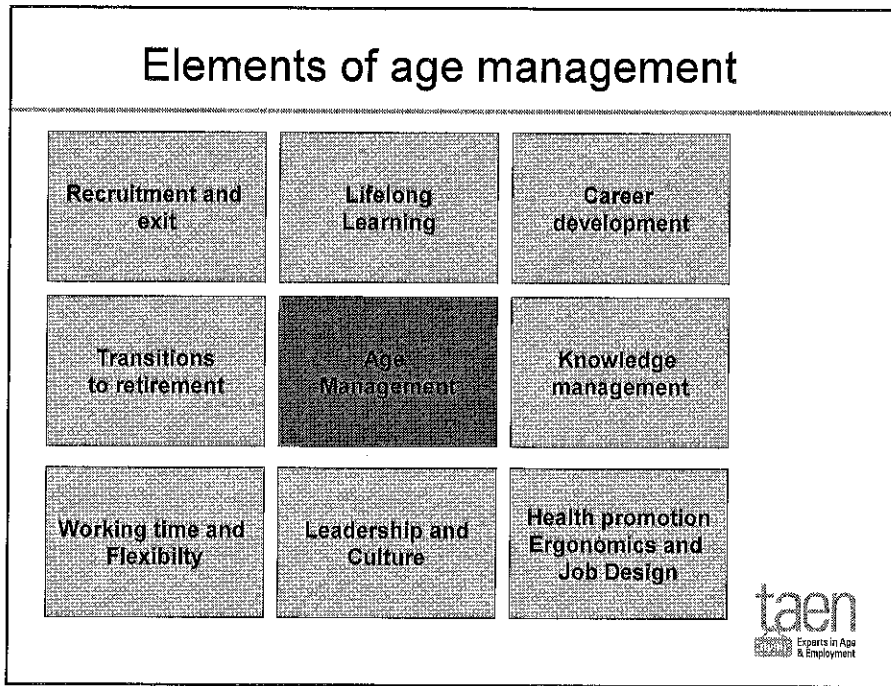 Elements of age management
Recruitment and
exit
Lifelong
Learning
Career
development
Transitions
to retirement
Age
Management
Knowledge
management
Working time and
Flexibilty
Leadership and
Culture
Health promotion
Ergonomics and
Job Design
taen
Experts in Age
& Employment